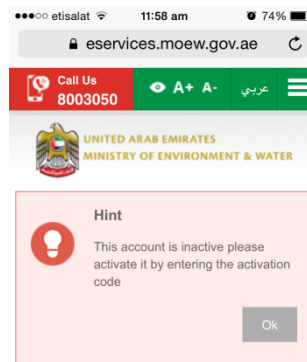 etisalat 11:58 am 74%
eservices.moew.gov.ae
Call Us
8003050
A+ A- عربي
UNITED ARAB EMIRATES
MINISTRY OF ENVIRONMENT & WATER
Hint
This account is inactive please
activate it by entering the activation
code
Ok